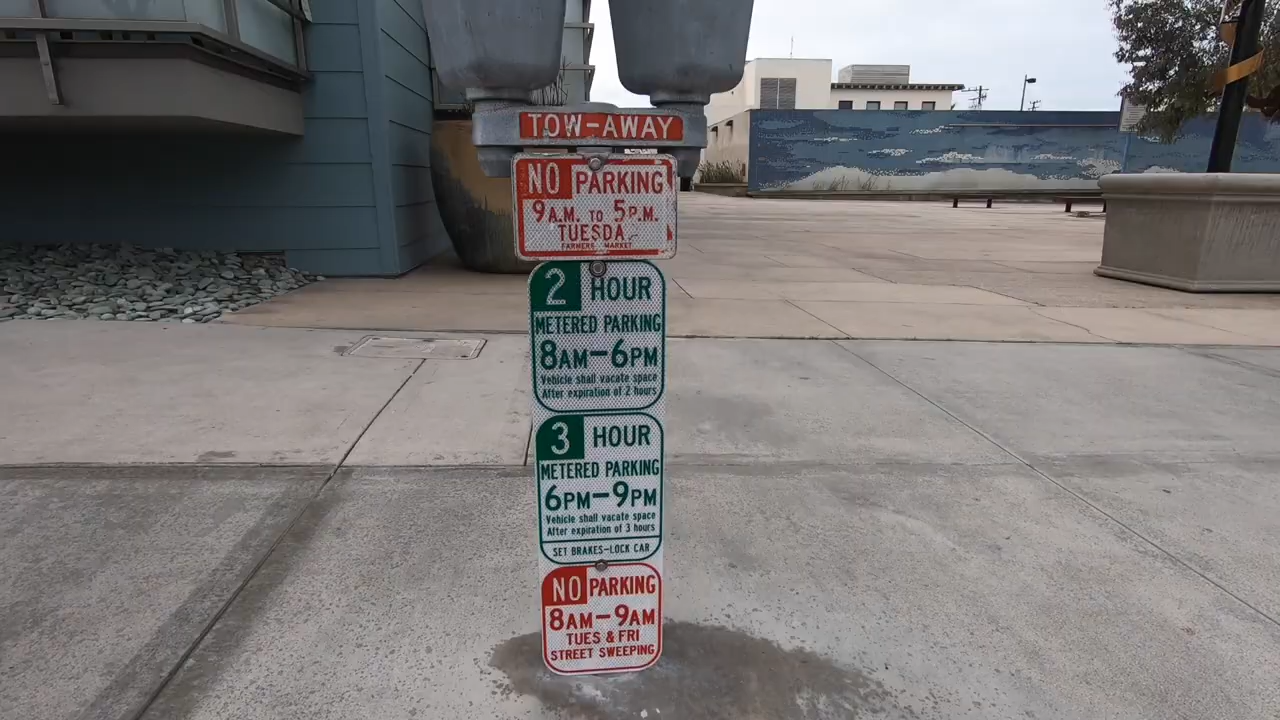 TOW-AWAY
NO PARKING
9A.M. TO 5P.M.
TUESDA
FARMERS MARKET
2 HOUR
METERED PARKING
8AM-6PM
Vehicle shall vacate space
After expiration of 2 hours
3 HOUR
METERED PARKING
6PM-9PM
Vehicle shall vacate space
After expiration of 3 hours
SET BRAKES-LOCK CAR
NO PARKING
8AM-9AM
TUES & FRI
STREET SWEEPING